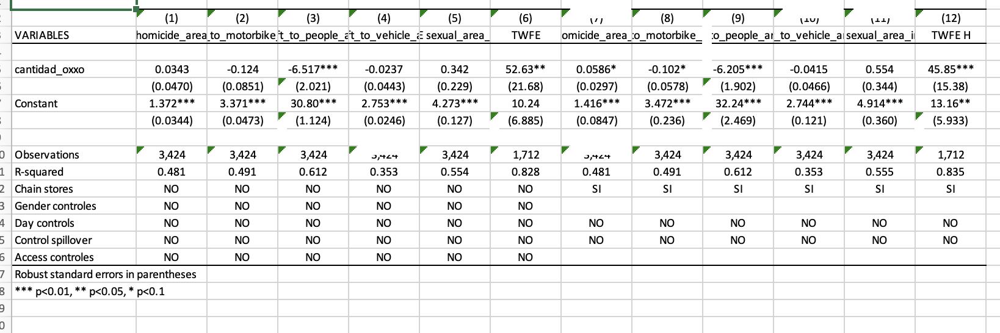 (1) (2) (3) (4) (5) (6) (8) (9) (12)
VARIABLES homicide_area _to_motorbike_ t_to_people_a t_to_vehicle_a sexual_area_ TWFE omicide_area_ to_motorbike_ to_people_ar _to_vehicle_a sexual_area_i TWFE H
cantidad_oxxo 0.0343 -0.124 -6.517*** -0.0237 0.342 52.63** 0.0586* -0.102* -6.205*** -0.0415 0.554 45.85***
(0.0470) (0.0851) (2.021) (0.0443) (0.229) (21.68) (0.0297) (0.0578) (1.902) (0.0466) (0.344) (15.38)
Constant 1.372*** 3.371*** 30.80*** 2.753*** 4.273*** 10.24 1.416*** 3.472*** 32.24*** 2.744*** 4.914*** 13.16**
(0.0344) (0.0473) (1.124) (0.0246) (0.127) (6.885) (0.0847) (0.236) (2.469) (0.121) (0.360) (5.933)
Observations 3,424 3,424 3,424 3,424 3,424 1,712 3,424 3,424 3,424 3,424 3,424 1,712
R-squared 0.481 0.491 0.612 0.353 0.554 0.828 0.481 0.491 0.612 0.353 0.555 0.835
Chain stores NO NO NO NO NO NO SI SI SI SI SI SI
Gender controles NO NO NO NO NO NO
Day controls NO NO NO NO NO NO NO NO NO NO NO NO
Control spillover NO NO NO NO NO NO NO NO NO NO NO NO
Access controles NO NO NO NO NO NO
Robust standard errors in parentheses
*** p<0.01, ** p<0.05, * p<0.1